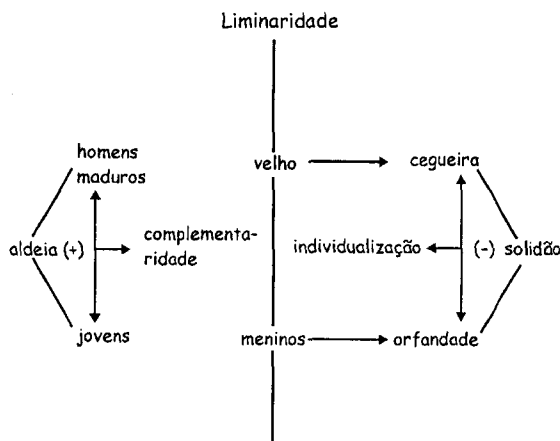 Liminaridade
homens
maduros
velho
cegueira
aldeia (+)
complementa-
ridade
individualização
(-) solidão
jovens
meninos
orfandade